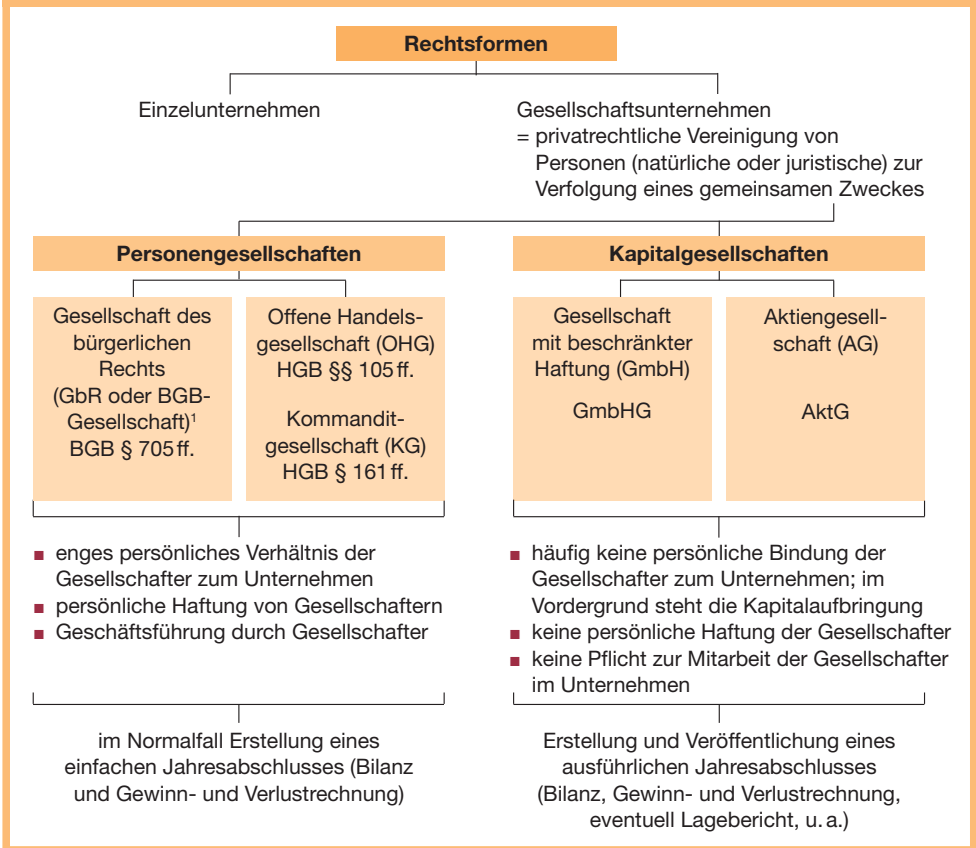 Rechtsformen
Einzelunternehmen
Gesellschaftsunternehmen
= privatrechtliche Vereinigung von
Personen (natürliche oder juristische) zur
Verfolgung eines gemeinsamen Zweckes
Personengesellschaften
Gesellschaft des
bürgerlichen
Rechts
(GbR oder BGB-
Gesellschaft)¹
BGB § 705 ff.
Offene Handels-
gesellschaft (OHG)
HGB §§ 105 ff.
Kommandit-
gesellschaft (KG)
HGB § 161 ff.
Kapitalgesellschaften
Gesellschaft
mit beschränkter
Haftung (GmbH)
GmbHG
Aktiengesell-
schaft (AG)
AktG
■ enges persönliches Verhältnis der
Gesellschafter zum Unternehmen
■ persönliche Haftung von Gesellschaftern
■ Geschäftsführung durch Gesellschafter
■ häufig keine persönliche Bindung der
Gesellschafter zum Unternehmen; im
Vordergrund steht die Kapitalaufbringung
■ keine persönliche Haftung der Gesellschafter
■ keine Pflicht zur Mitarbeit der Gesellschafter
im Unternehmen
im Normalfall Erstellung eines
einfachen Jahresabschlusses (Bilanz
und Gewinn- und Verlustrechnung)
Erstellung und Veröffentlichung eines
ausführlichen Jahresabschlusses
(Bilanz, Gewinn- und Verlustrechnung,
eventuell Lagebericht, u. a.)